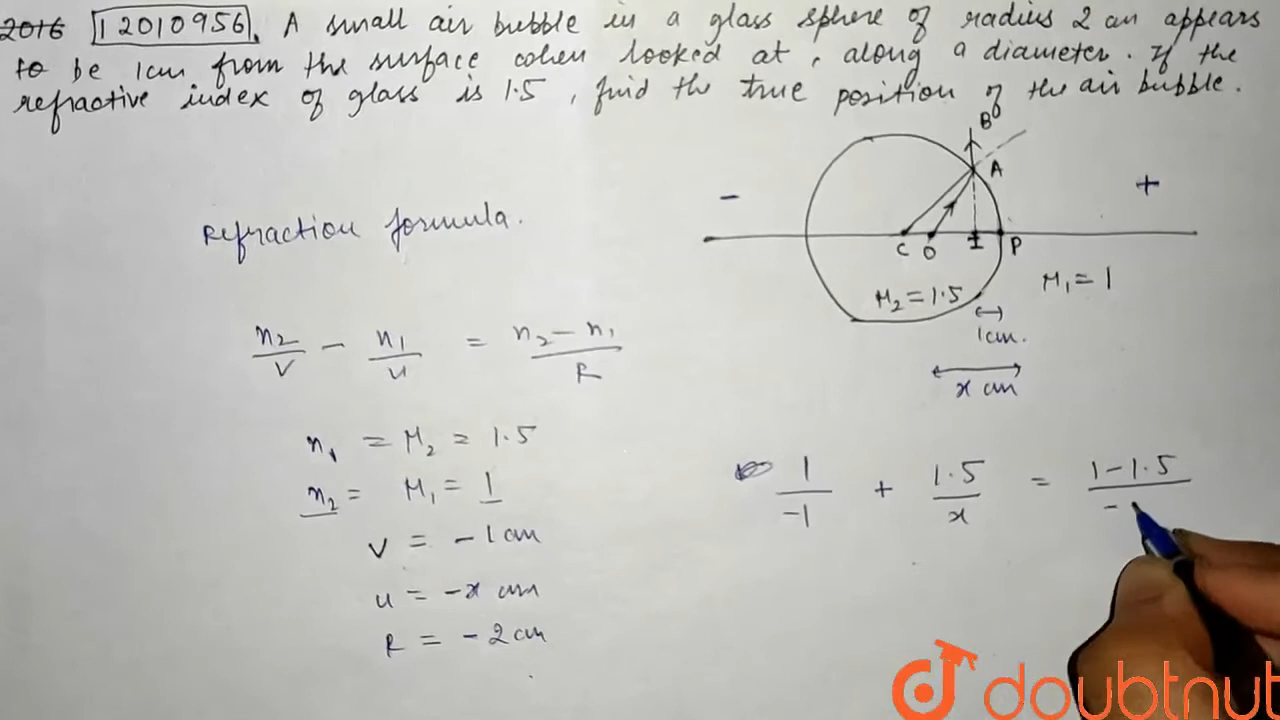 2016 12010956. A small air bubble in a glass sphere of radius 2 cm appears
to be 1cm from the surface when looked at, along a diameter. If the
refractive index of glass is 1.5, find the true position of the air bubble.
B
A
- +
Refraction formula.
C O I P
μ2 = 1.5 μ1 = 1
1cm.
x cm
n2/v - n1/u = n2 - n1/R
n1 = μ2 = 1.5
n2 = μ1 = 1
v = -1 cm
u = -x cm
R = -2 cm
1/-1 + 1.5/x = 1-1.5/-
doubtnut